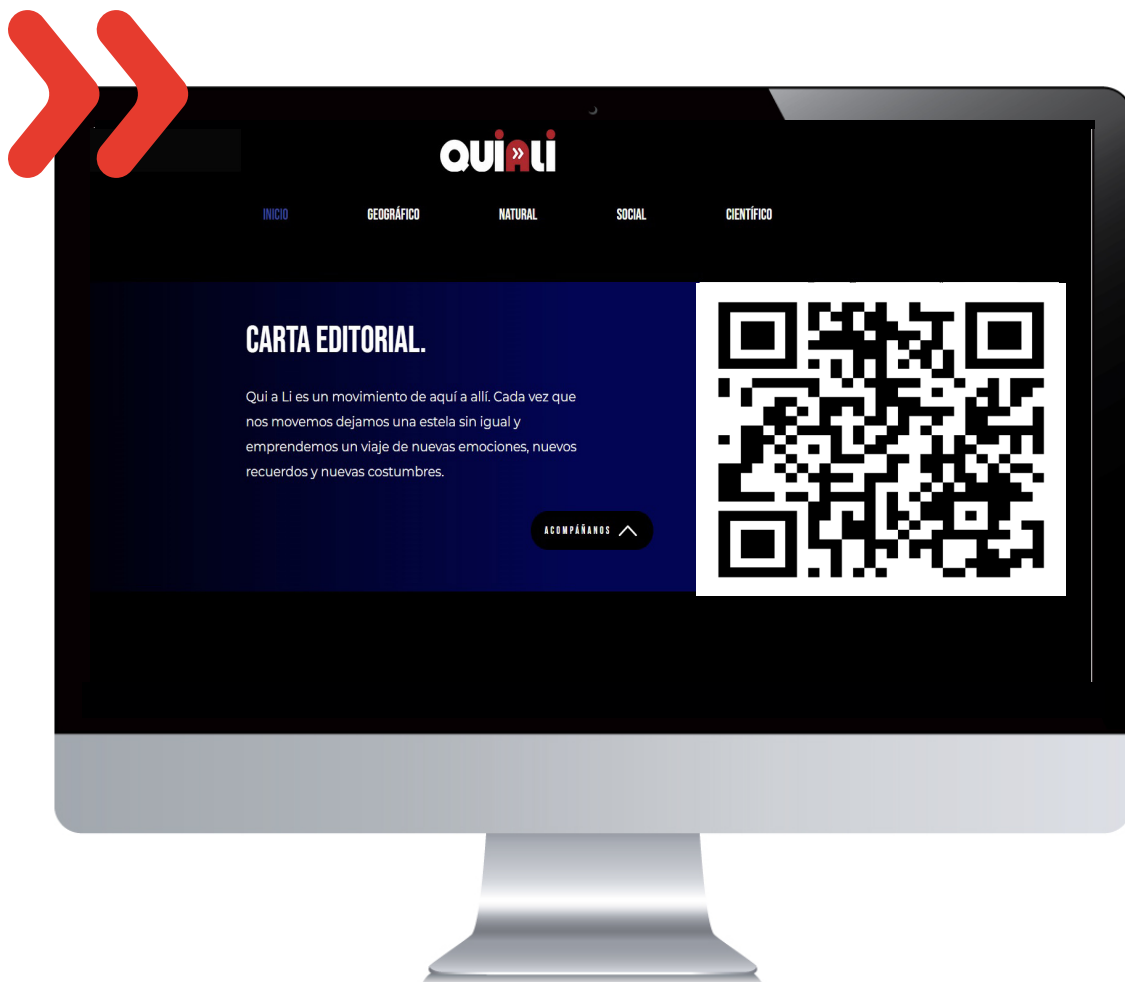 QUiALi
INICIO GEOGRÁFICO NATURAL SOCIAL CIENTÍFICO
CARTA EDITORIAL.
Qui a Li es un movimiento de aquí a allí. Cada vez que
nos movemos dejamos una estela sin igual y
emprendemos un viaje de nuevas emociones, nuevos
recuerdos y nuevas costumbres.
ACOMPÁÑANOS